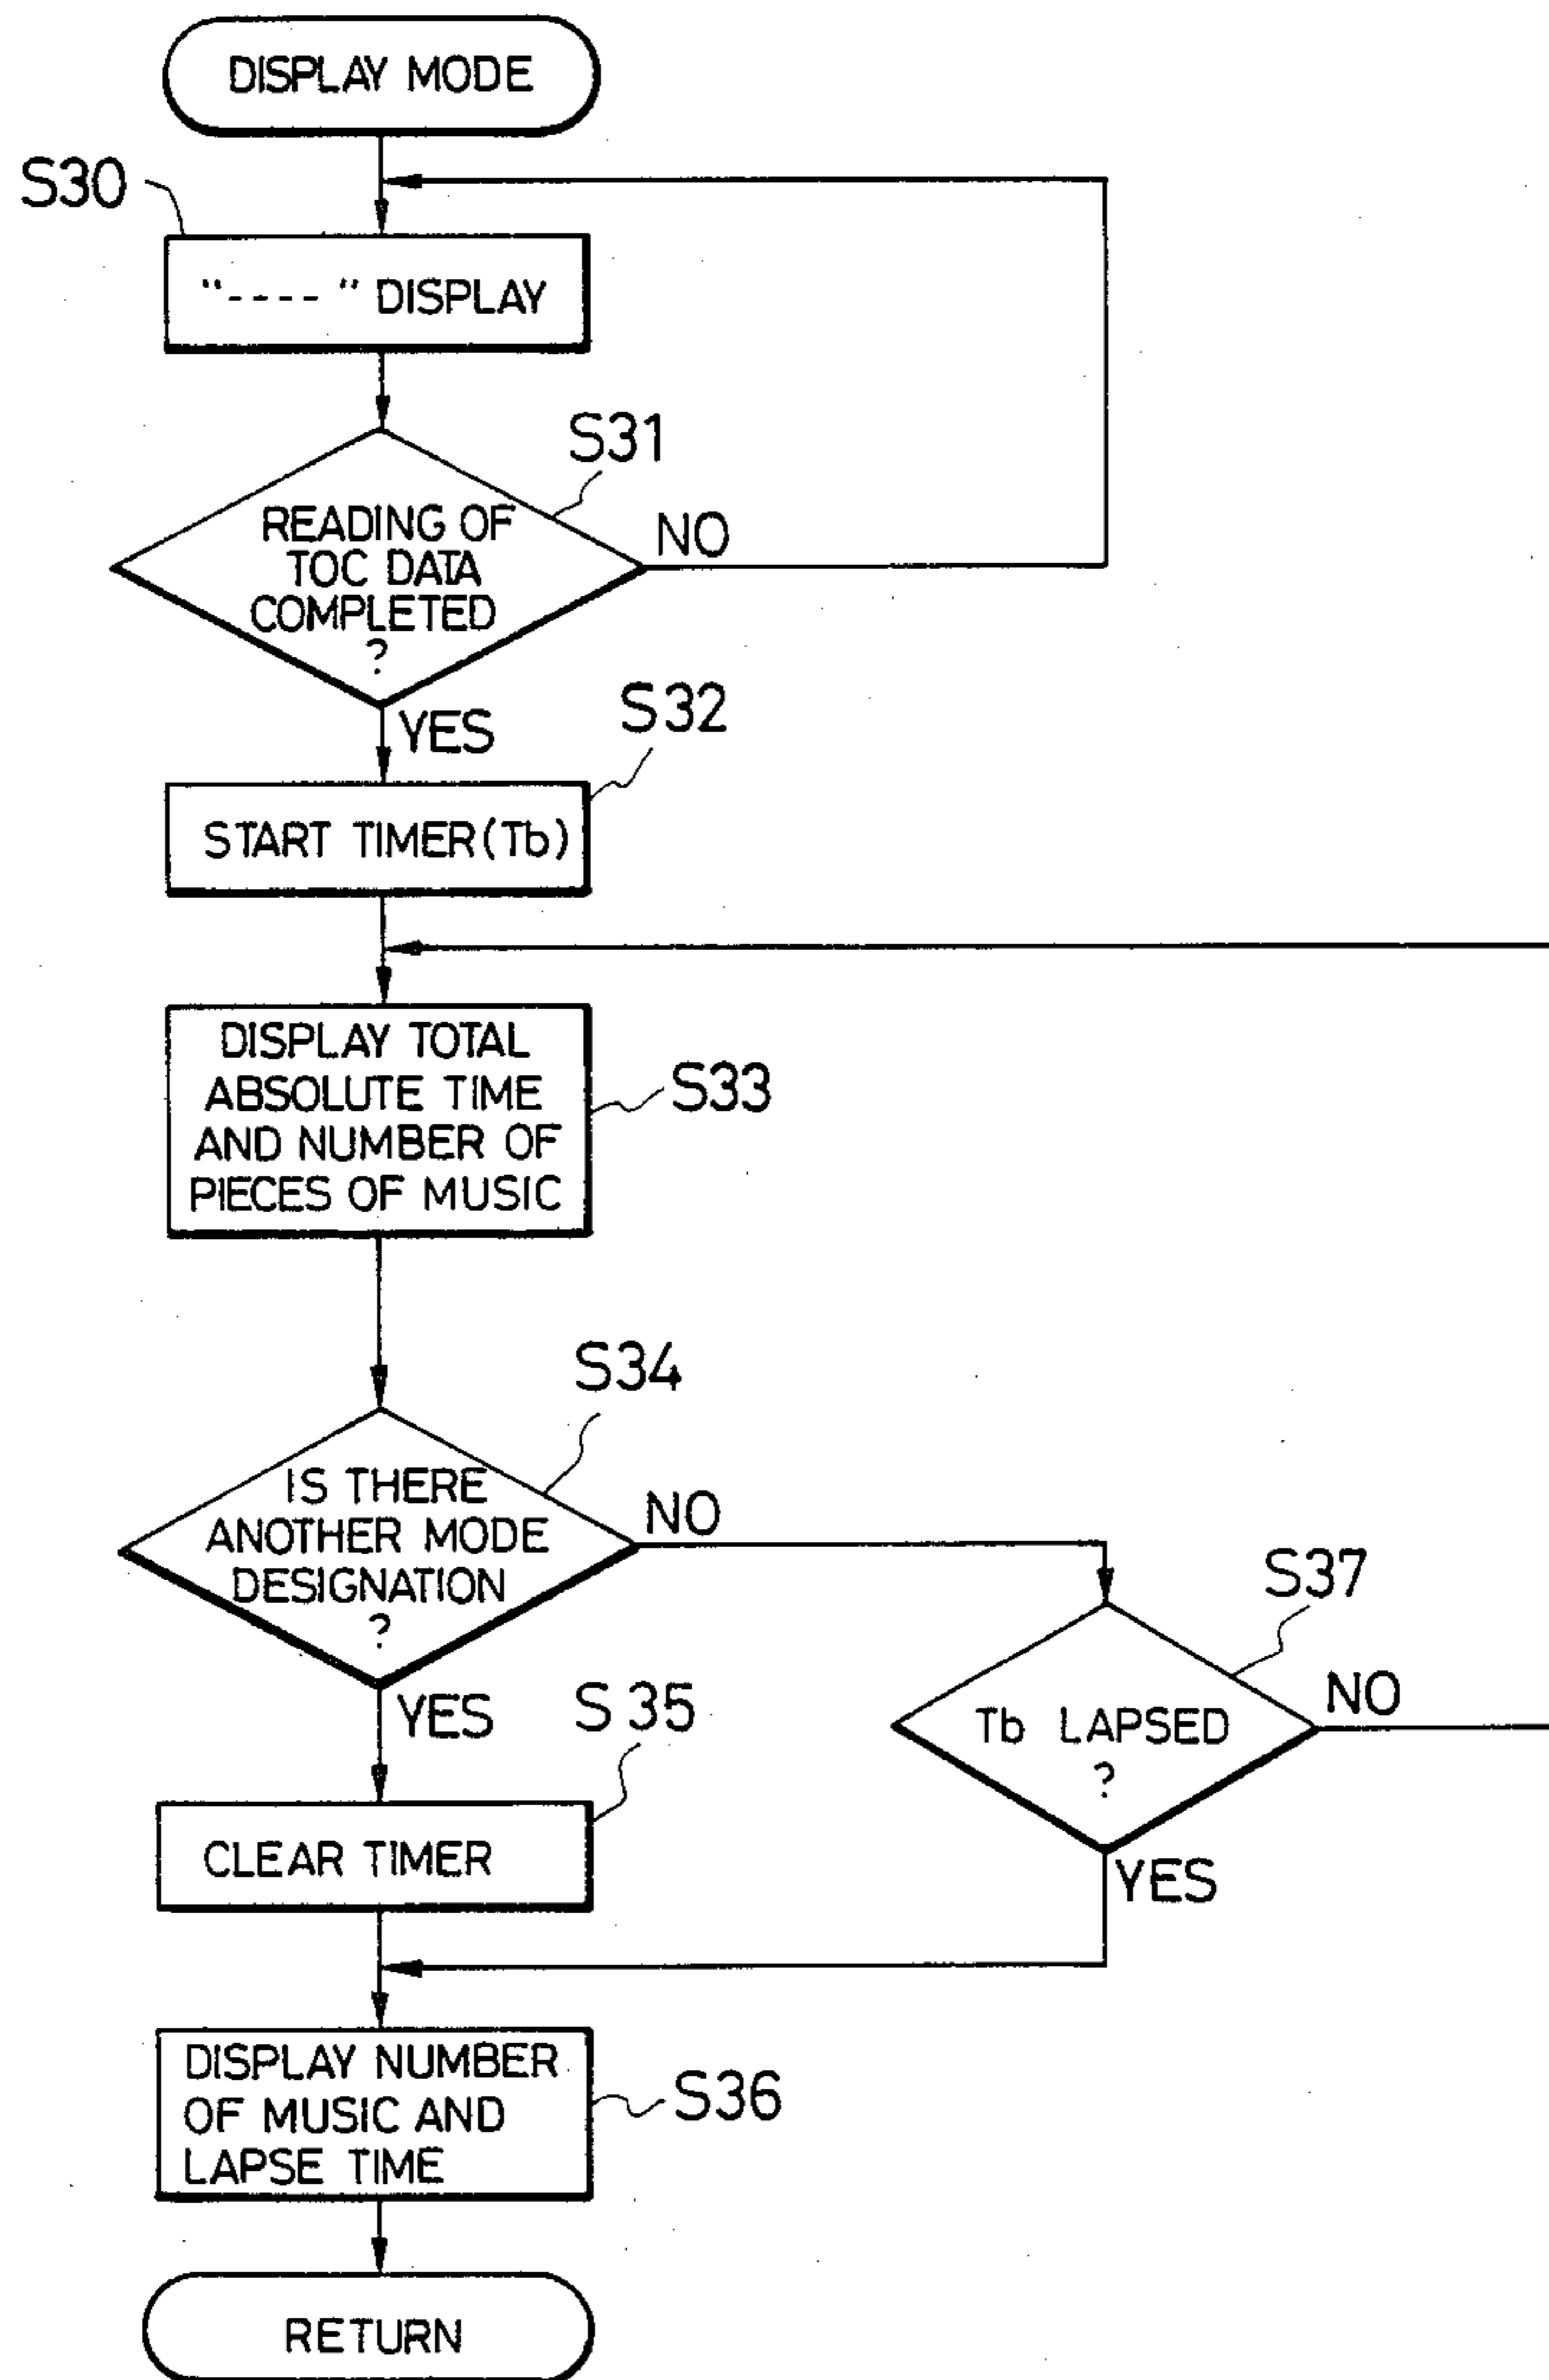 DISPLAY MODE
S30
"----" DISPLAY
S31
READING OF
TOC DATA
COMPLETED
?
NO
YES
S32
START TIMER (Tb)
DISPLAY TOTAL
ABSOLUTE TIME
AND NUMBER OF
PIECES OF MUSIC
S33
S34
IS THERE
ANOTHER MODE
DESIGNATION
?
NO
YES
S37
Tb LAPSED
?
NO
YES
S 35
CLEAR TIMER
DISPLAY NUMBER
OF MUSIC AND
LAPSE TIME
S36
RETURN